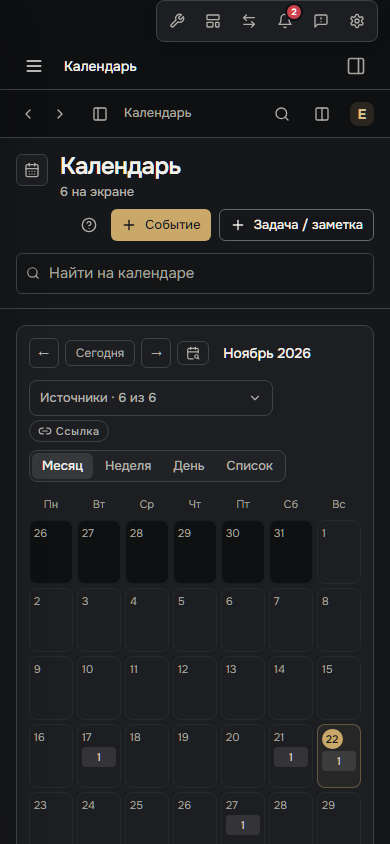 2
Календарь
Календарь
E
Календарь
6 на экране
Событие
Задача / заметка
Найти на календаре
← Сегодня → Ноябрь 2026
Источники · 6 из 6
Ссылка
Месяц Неделя День Список
Пн Вт Ср Чт Пт Сб Вс
26 27 28 29 30 31 1
2 3 4 5 6 7 8
9 10 11 12 13 14 15
16 17 18 19 20 21 22
1 1 1
23 24 25 26 27 28 29
1